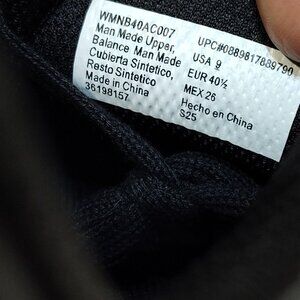 WMNB40AC007
Man Made Upper,
Balance Man Made
Cubierta Sintetico,
Resto Sintetico
Made in China
36198157
UPC#0889817889790
USA 9
EUR 40½
MEX 26
Hecho en China
S25